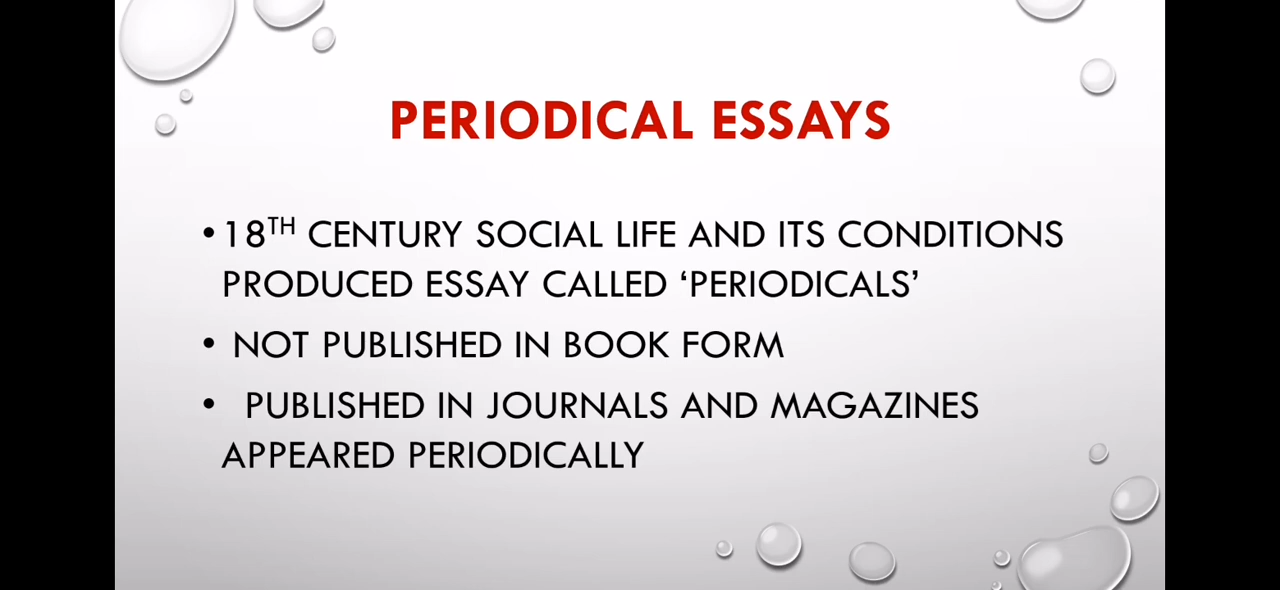 PERIODICAL ESSAYS
•18TH CENTURY SOCIAL LIFE AND ITS CONDITIONS
PRODUCED ESSAY CALLED ‘PERIODICALS’
• NOT PUBLISHED IN BOOK FORM
• PUBLISHED IN JOURNALS AND MAGAZINES
APPEARED PERIODICALLY